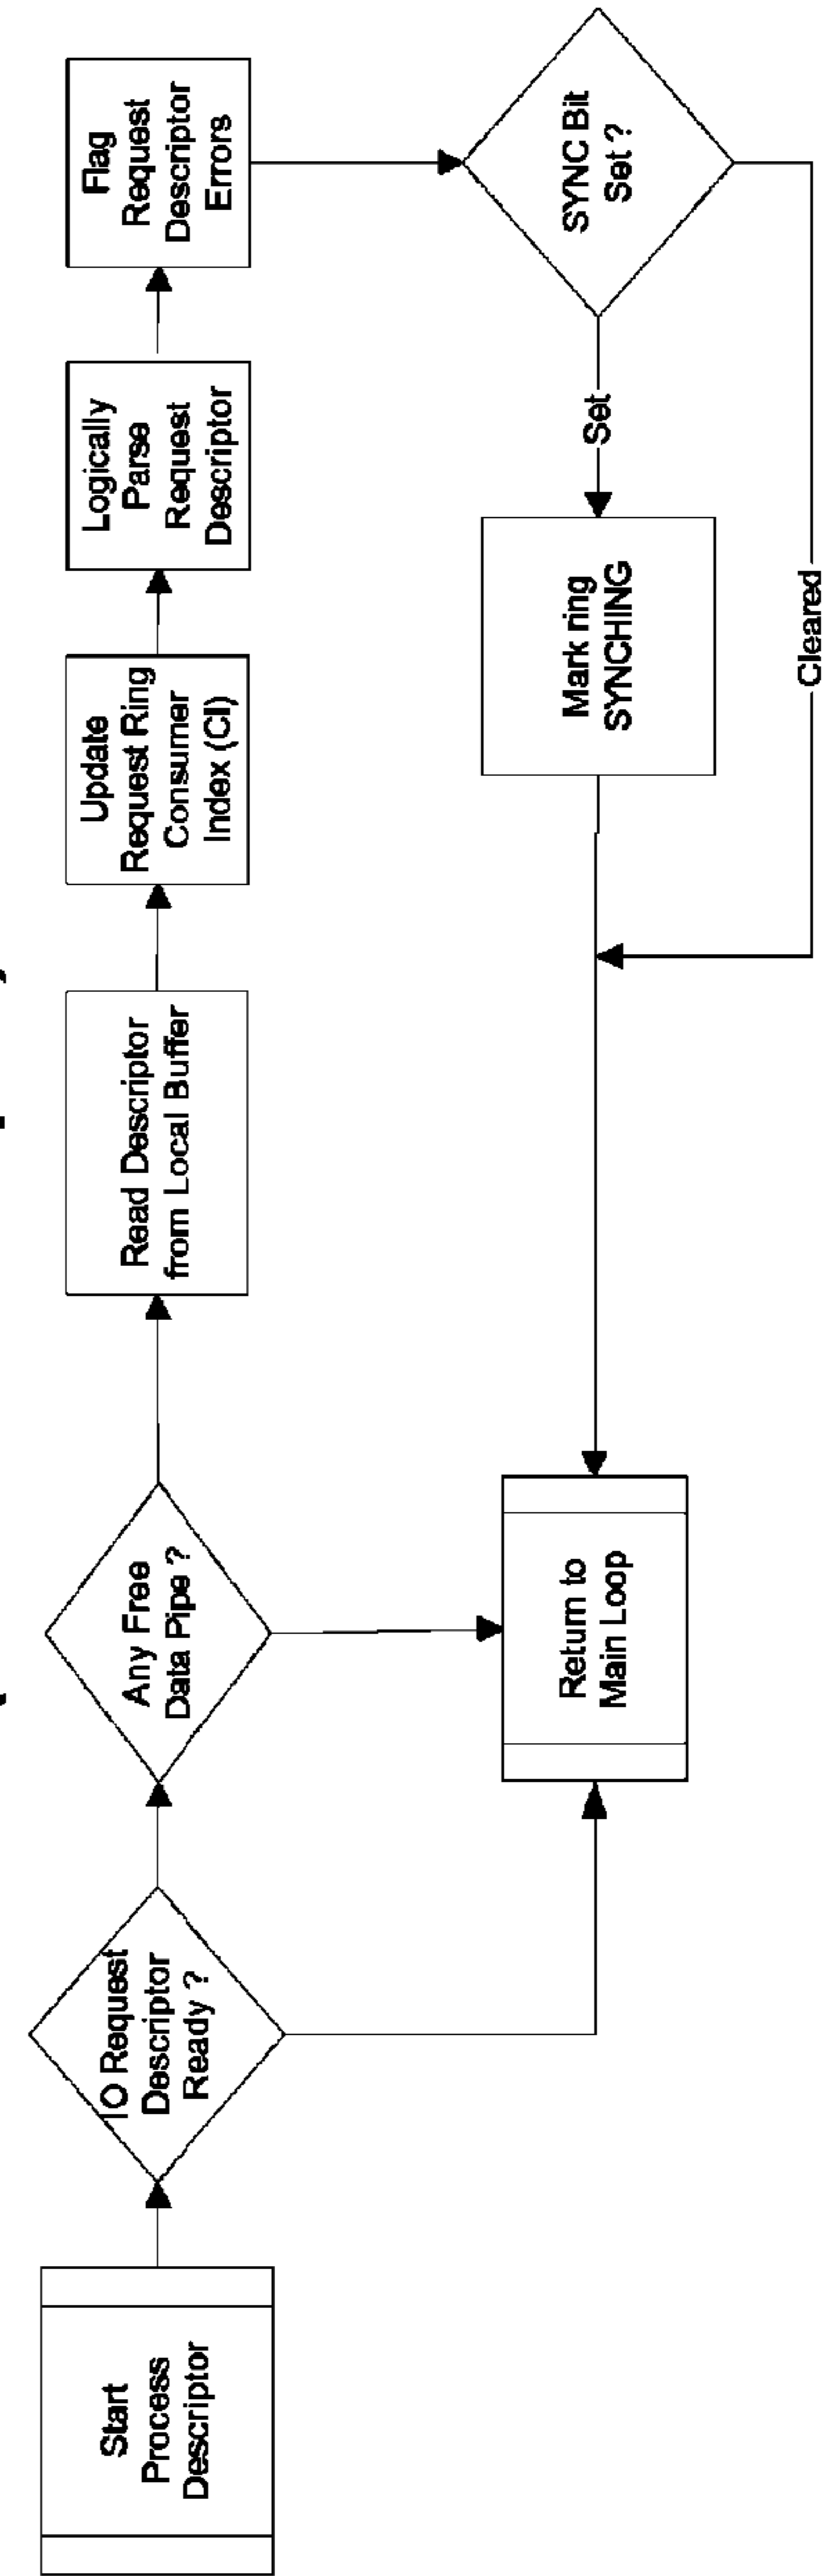 Start
Process
Descriptor
IO Request
Descriptor
Ready ?
Any Free
Data Pipe ?
Read Descriptor
from Local Buffer
Update
Request Ring
Consumer
Index (CI)
Logically
Parse
Request
Descriptor
Flag
Request
Descriptor
Errors
Return to
Main Loop
Mark ring
SYNCHING
Set
SYNC Bit
Set ?
Cleared